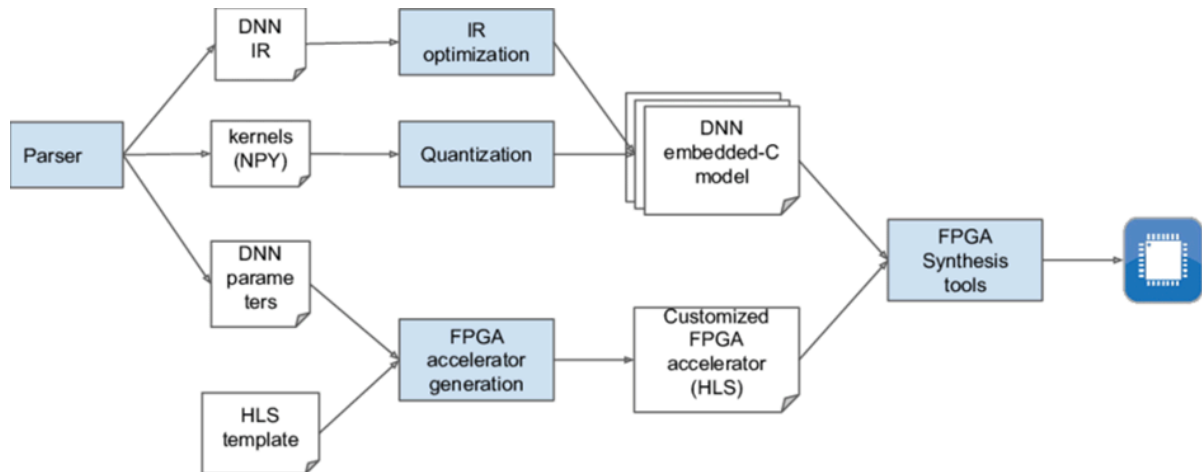 DNN
IR
IR
optimization
Parser
kernels
(NPY)
Quantization
DNN
embedded-C
model
DNN
parame
ters
FPGA
Synthesis
tools
FPGA
accelerator
generation
Customized
FPGA
accelerator
(HLS)
HLS
template